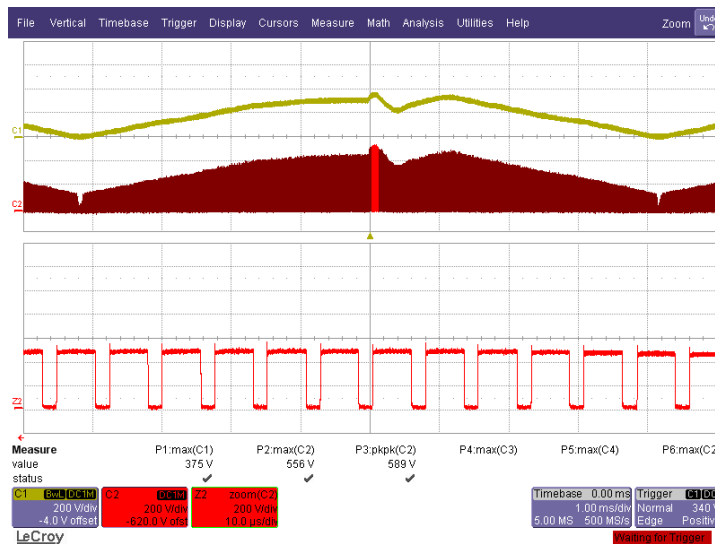 File Vertical Timebase Trigger Display Cursors Measure Math Analysis Utilities Help Zoom Undo
C1
C2
Z2
Measure P1:max(C1) P2:max(C2) P3:pkpk(C2) P4:max(C3) P5:max(C4) P6:max(C2
value 375 V 556 V 589 V
status
C1 BwL DC1M C2 DC1M Z2 zoom(C2) Timebase 0.00 ms Trigger C1 DC
200 V/div 200 V/div 200 V/div 1.00 ms/div Normal 340 V
-4.0 V offset -620.0 V ofst 10.0 µs/div 5.00 MS 500 MS/s Edge Positiv
LeCroy Waiting for Trigger